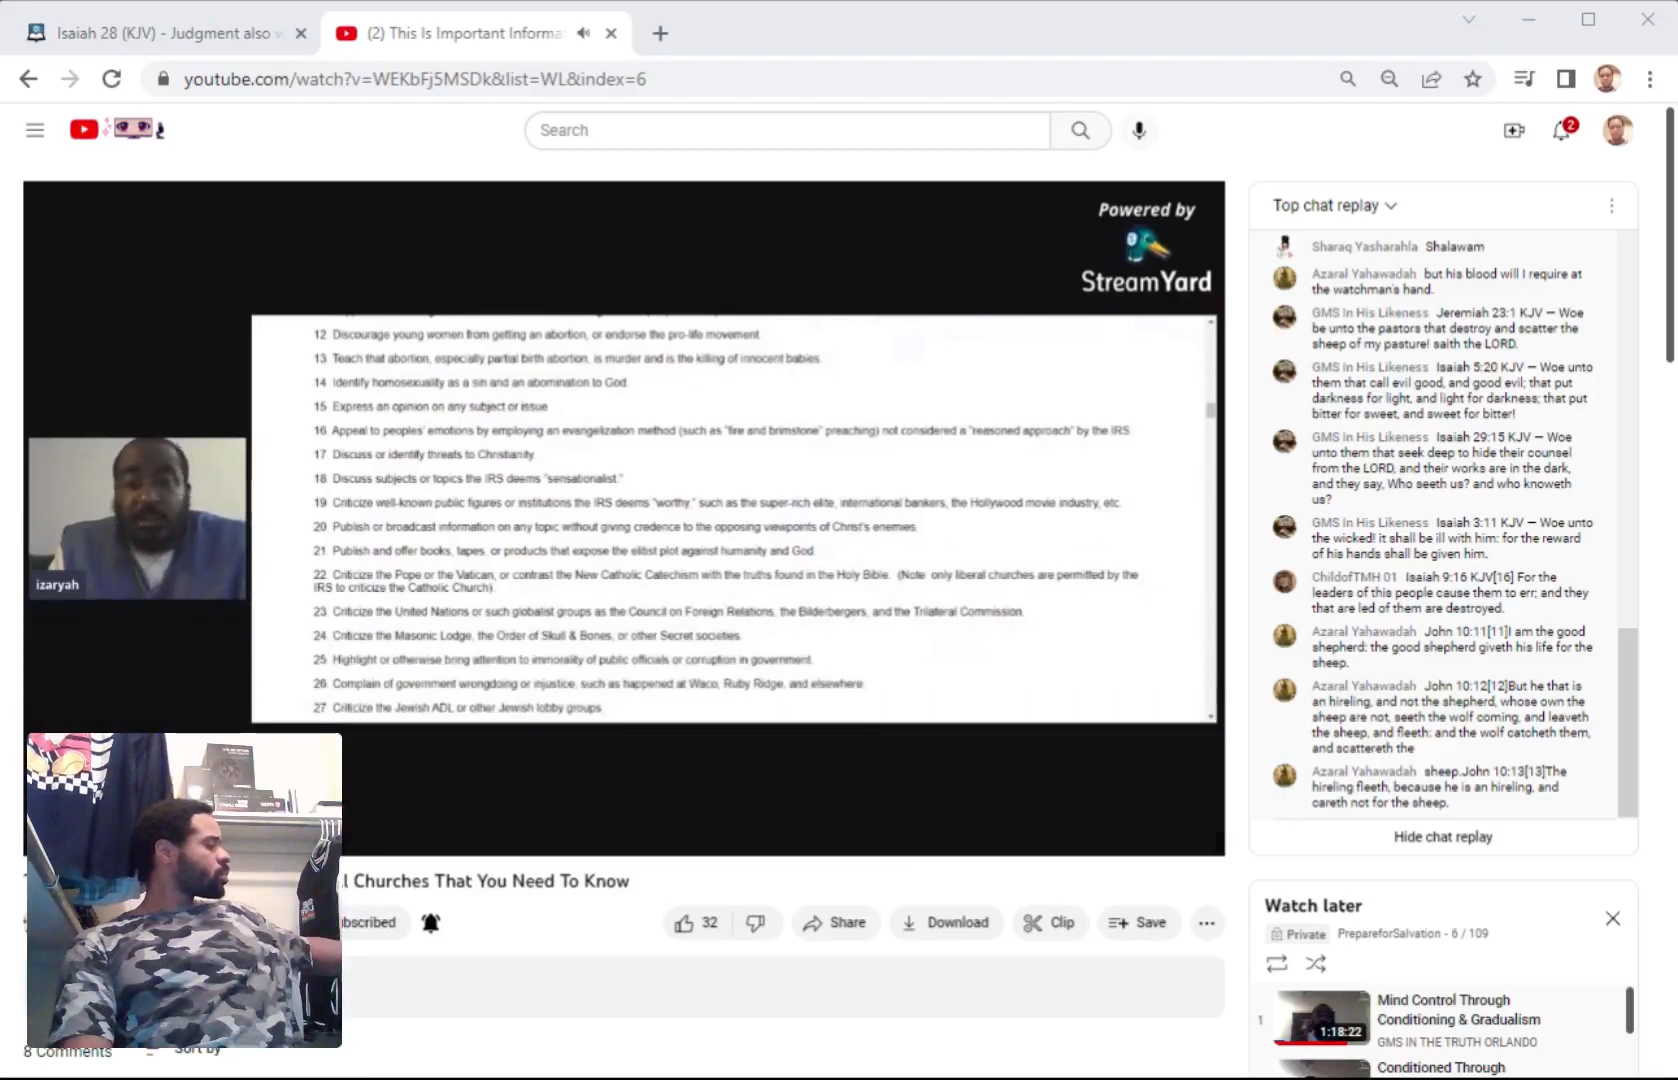 Isaiah 28 (KJV) - Judgment also w
(2) This Is Important Informa
youtube.com/watch?v=WEKbFj5MSDk&list=WL&index=6
Search
2
Powered by
StreamYard
12 Discourage young women from getting an abortion, or endorse the pro-life movement
13 Teach that abortion, especially partial birth abortion, is murder and is the killing of innocent babies.
14 Identify homosexuality as a sin and an abomination to God
15 Express an opinion on any subject or issue
16 Appeal to peoples' emotions by employing an evangelization method (such as "fire and brimstone" preaching) not considered a "reasoned approach" by the IRS
17 Discuss or identify threats to Christianity
18 Discuss subjects or topics the IRS deems "sensationalist."
19 Criticize well-known public figures or institutions the IRS deems "worthy," such as the super-rich elite, international bankers, the Hollywood movie industry, etc.
20 Publish or broadcast information on any topic without giving credence to the opposing viewpoints of Christ's enemies.
21 Publish and offer books, tapes, or products that expose the elitist plot against humanity and God
22 Criticize the Pope or the Vatican, or contrast the New Catholic Catechism with the truths found in the Holy Bible. (Note only liberal churches are permitted by the
IRS to criticize the Catholic Church).
23 Criticize the United Nations or such globalist groups as the Council on Foreign Relations, the Bilderbergers, and the Trilateral Commission.
24 Criticize the Masonic Lodge, the Order of Skull & Bones, or other Secret societies.
25 Highlight or otherwise bring attention to immorality of public officials or corruption in government.
26 Complain of government wrongdoing or injustice, such as happened at Waco, Ruby Ridge, and elsewhere
27 Criticize the Jewish ADL or other Jewish lobby groups.
izaryah
l Churches That You Need To Know
bscribed
32
Share
Download
Clip
Save
8 Comments
Sort by
Top chat replay
Sharaq Yasharahla Shalawam
Azaral Yahawadah but his blood will I require at
the watchman's hand.
GMS In His Likeness Jeremiah 23:1 KJV — Woe
be unto the pastors that destroy and scatter the
sheep of my pasture! saith the LORD.
GMS In His Likeness Isaiah 5:20 KJV — Woe unto
them that call evil good, and good evil; that put
darkness for light, and light for darkness; that put
bitter for sweet, and sweet for bitter!
GMS In His Likeness Isaiah 29:15 KJV — Woe
unto them that seek deep to hide their counsel
from the LORD, and their works are in the dark,
and they say, Who seeth us? and who knoweth
us?
GMS In His Likeness Isaiah 3:11 KJV — Woe unto
the wicked! it shall be ill with him: for the reward
of his hands shall be given him.
ChildofTMH 01 Isaiah 9:16 KJV[16] For the
leaders of this people cause them to err; and they
that are led of them are destroyed.
Azaral Yahawadah John 10:11[11]I am the good
shepherd: the good shepherd giveth his life for the
sheep.
Azaral Yahawadah John 10:12[12]But he that is
an hireling, and not the shepherd, whose own the
sheep are not, seeth the wolf coming, and leaveth
the sheep, and fleeth: and the wolf catcheth them,
and scattereth the
Azaral Yahawadah sheep.John 10:13[13]The
hireling fleeth, because he is an hireling, and
careth not for the sheep.
Hide chat replay
Watch later
Private PrepareforSalvation - 6 / 109
1
1:18:22
Mind Control Through
Conditioning & Gradualism
GMS IN THE TRUTH ORLANDO
Conditioned Through